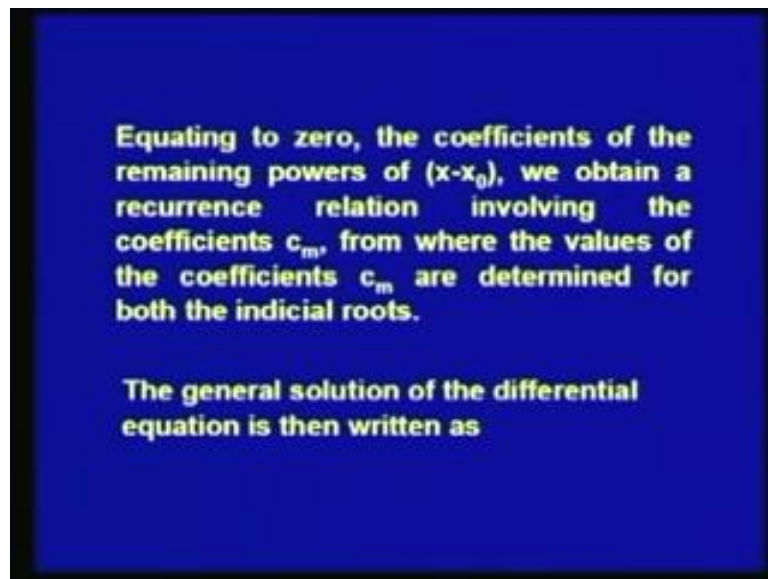 Equating to zero, the coefficients of the
remaining powers of (x-x₀), we obtain a
recurrence relation involving the
coefficients cₘ, from where the values of
the coefficients cₘ are determined for
both the indicial roots.
The general solution of the differential
equation is then written as